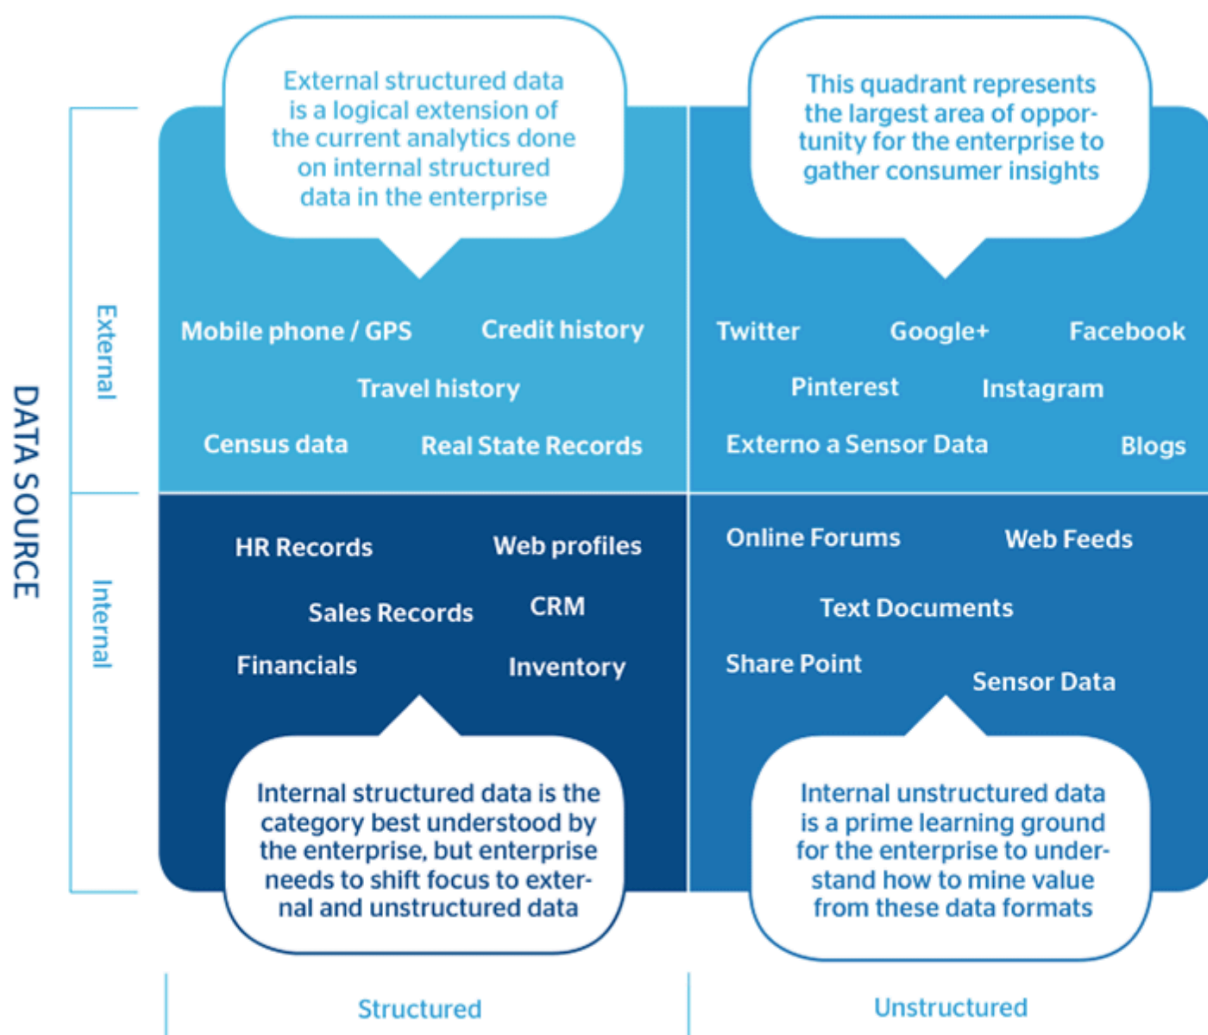 External structured data
is a logical extension of
the current analytics done
on internal structured
data in the enterprise
This quadrant represents
the largest area of oppor-
tunity for the enterprise to
gather consumer insights
DATA SOURCE
External
Mobile phone / GPS
Credit history
Travel history
Census data
Real State Records
Twitter
Google+
Facebook
Pinterest
Instagram
Externo a Sensor Data
Blogs
Internal
HR Records
Web profiles
Sales Records
CRM
Financials
Inventory
Online Forums
Web Feeds
Text Documents
Share Point
Sensor Data
Internal structured data is the
category best understood by
the enterprise, but enterprise
needs to shift focus to exter-
nal and unstructured data
Internal unstructured data
is a prime learning ground
for the enterprise to under-
stand how to mine value
from these data formats
Structured
Unstructured